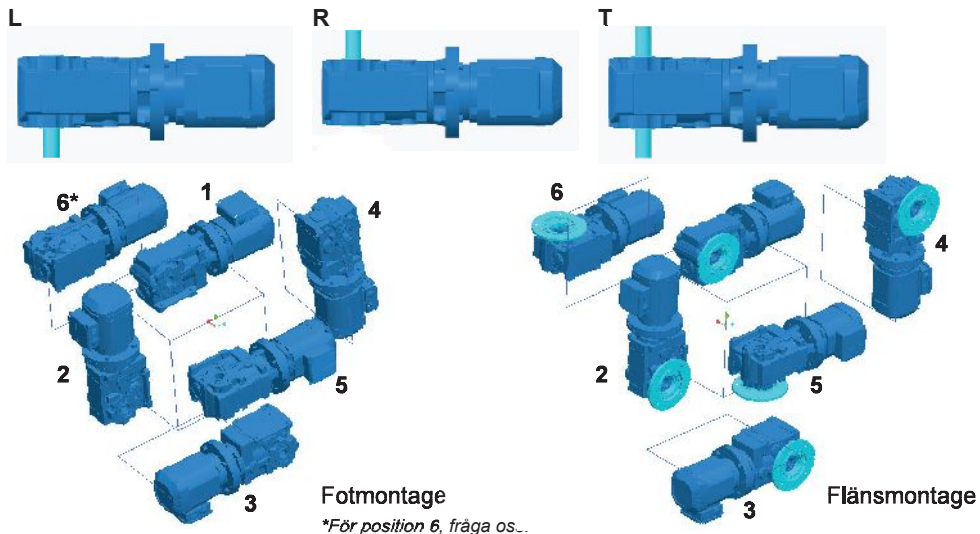 L R T
6* 1 4 6 4
2 5 2 5
3 Fotmontage 3 Flänsmontage
*För position 6, fråga